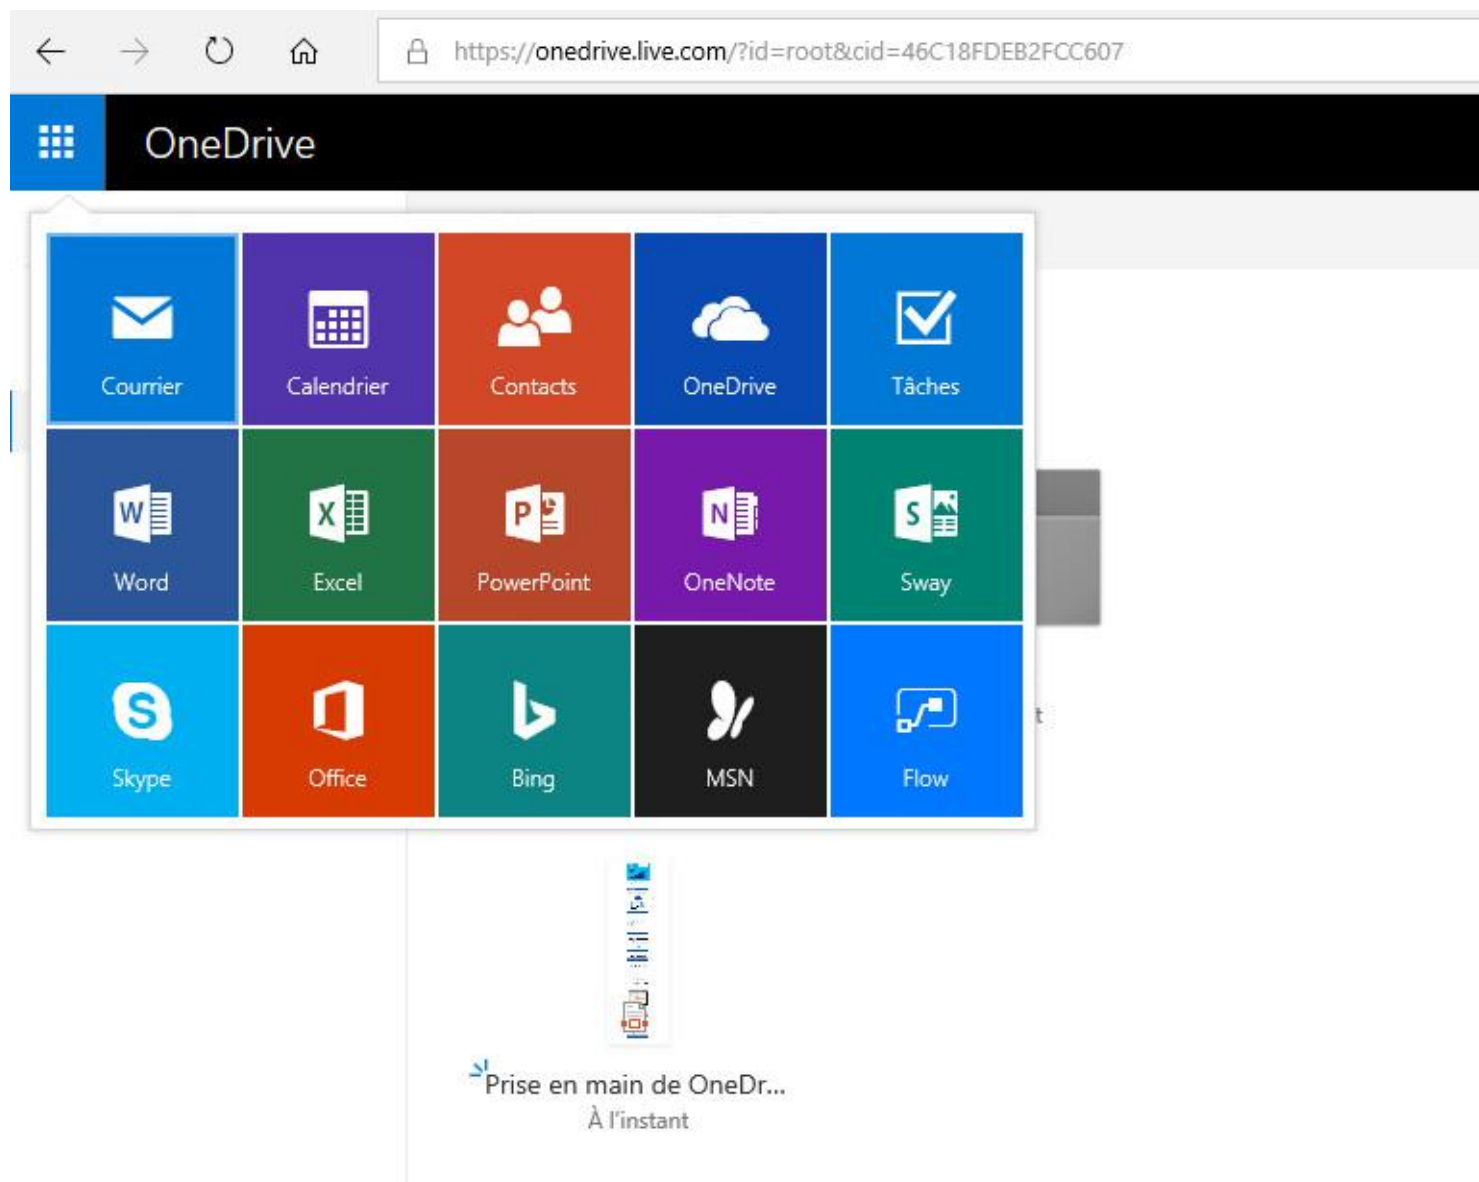 https://onedrive.live.com/?id=root&cid=46C18FDEB2FCC607
OneDrive
Courrier
Calendrier
Contacts
OneDrive
Tâches
Word
Excel
PowerPoint
OneNote
Sway
Skype
Office
Bing
MSN
Flow
Prise en main de OneDr...
À l'instant